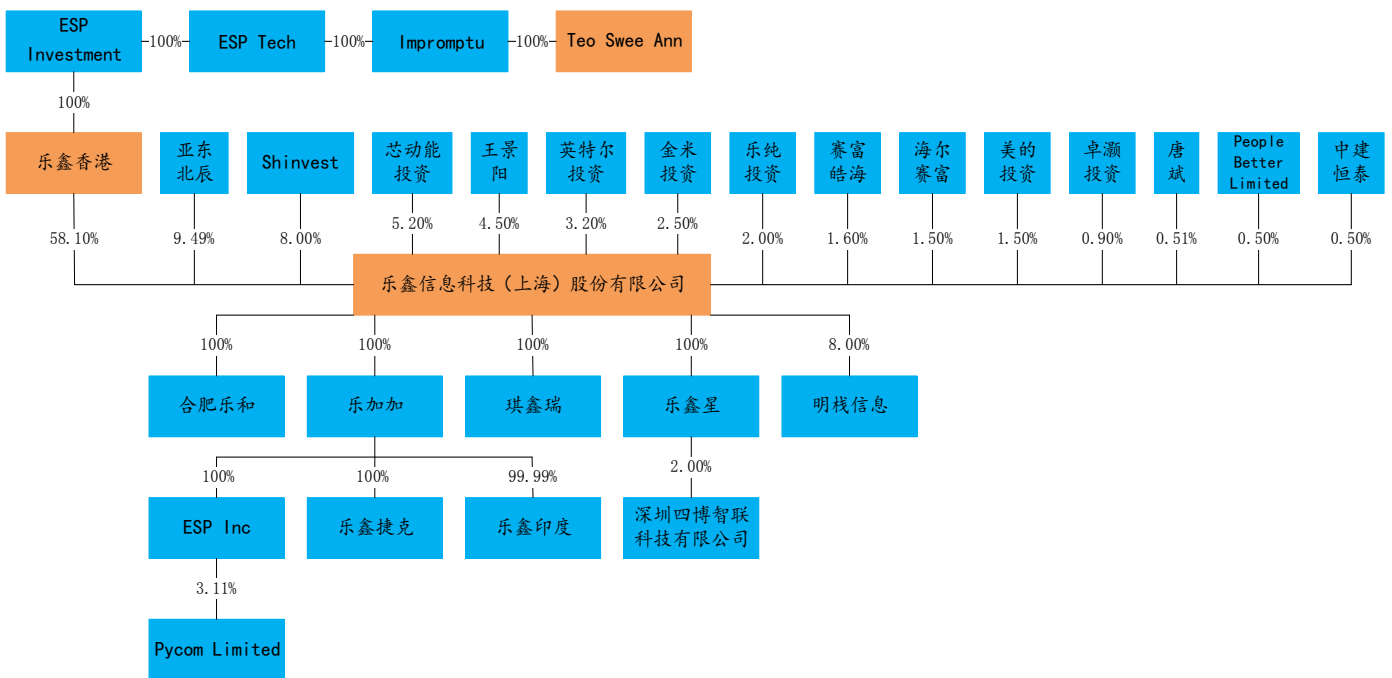 ESP
Investment
100%
ESP Tech
100%
Impromptu
100%
Teo Swee Ann
100%
乐鑫香港
亚东
北辰
Shinvest
芯动能
投资
王景
阳
英特尔
投资
金米
投资
乐纯
投资
赛富
皓海
海尔
赛富
美的
投资
卓灏
投资
唐
斌
People
Better
Limited
中建
恒泰
58.10%
9.49%
8.00%
5.20%
4.50%
3.20%
2.50%
2.00%
1.60%
1.50%
1.50%
0.90%
0.51%
0.50%
0.50%
乐鑫信息科技（上海）股份有限公司
100%
100%
100%
100%
8.00%
合肥乐和
乐加加
琪鑫瑞
乐鑫星
明栈信息
100%
100%
99.99%
2.00%
ESP Inc
乐鑫捷克
乐鑫印度
深圳四博智联
科技有限公司
3.11%
Pycom Limited